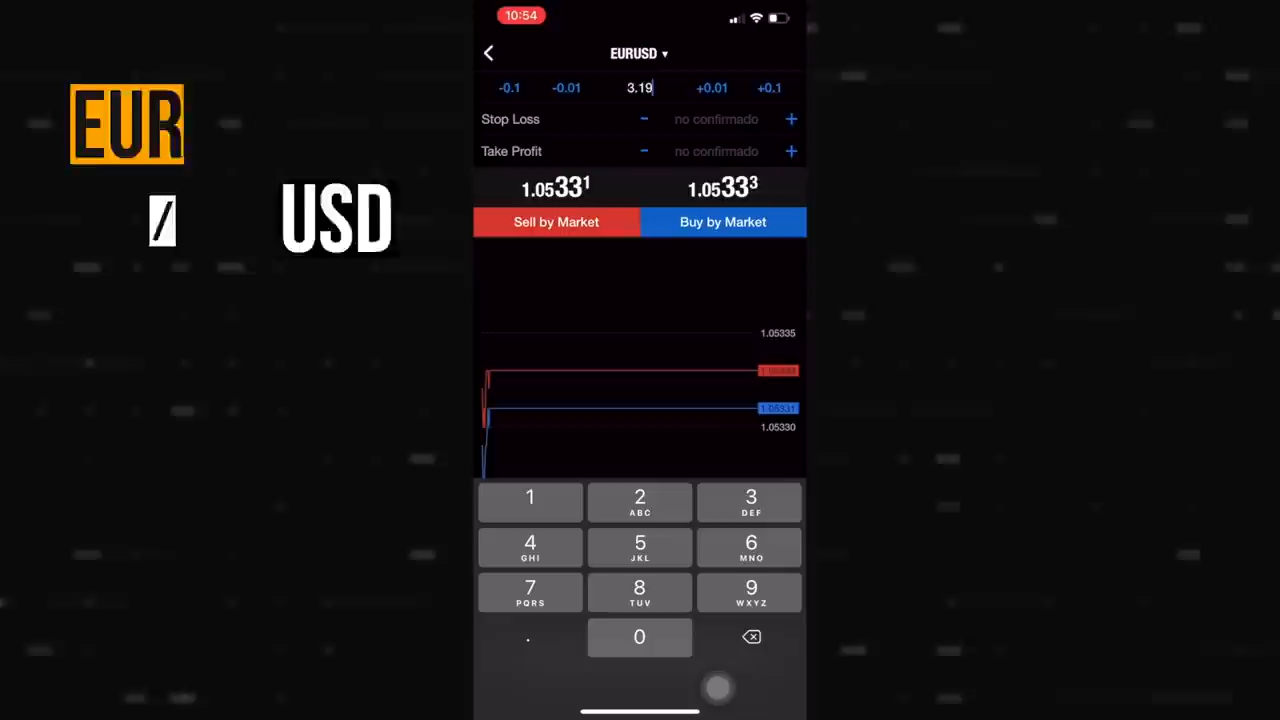 EUR
/
USD
10:54
EURUSD ▾
-0.1 -0.01 3.19 +0.01 +0.1
Stop Loss - no confirmado +
Take Profit - no confirmado +
1.05331 1.05333
Sell by Market Buy by Market
1.05335
1.05331
1.05330
1
2 ABC
3 DEF
4 GHI
5 JKL
6 MNO
7 PQRS
8 TUV
9 WXYZ
.
0